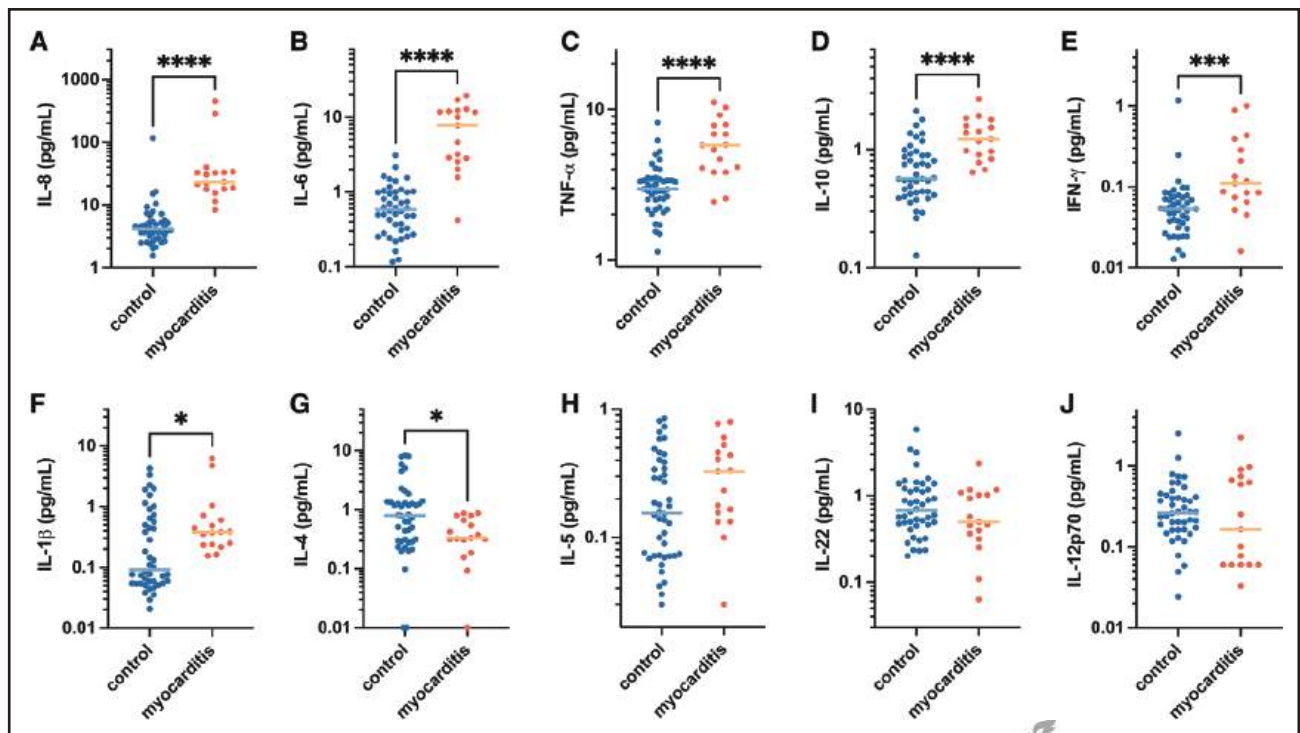 A
IL-8 (pg/mL)
1000
100
10
1
****
control
myocarditis
B
IL-6 (pg/mL)
10
1
0.1
****
control
myocarditis
C
TNF-α (pg/mL)
10
1
****
control
myocarditis
D
IL-10 (pg/mL)
1
0.1
****
control
myocarditis
E
IFN-γ (pg/mL)
1
0.1
0.01
***
control
myocarditis
F
IL-1β (pg/mL)
10
1
0.1
0.01
*
control
myocarditis
G
IL-4 (pg/mL)
10
1
0.1
0.01
*
control
myocarditis
H
IL-5 (pg/mL)
1
0.1
control
myocarditis
I
IL-22 (pg/mL)
10
1
0.1
control
myocarditis
J
IL-12p70 (pg/mL)
1
0.1
0.01
control
myocarditis